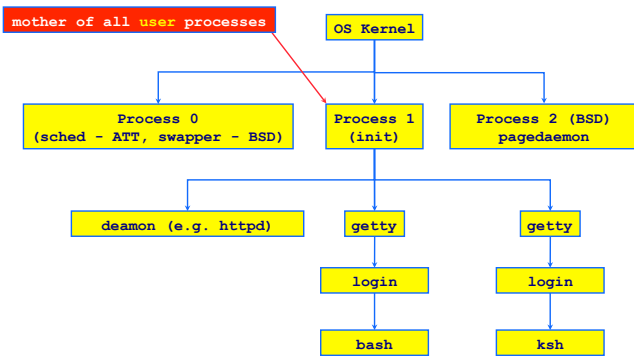 mother of all user processes
OS Kernel
Process 0
(sched - ATT, swapper - BSD)
Process 1
(init)
Process 2 (BSD)
pagedaemon
deamon (e.g. httpd)
getty
getty
login
login
bash
ksh